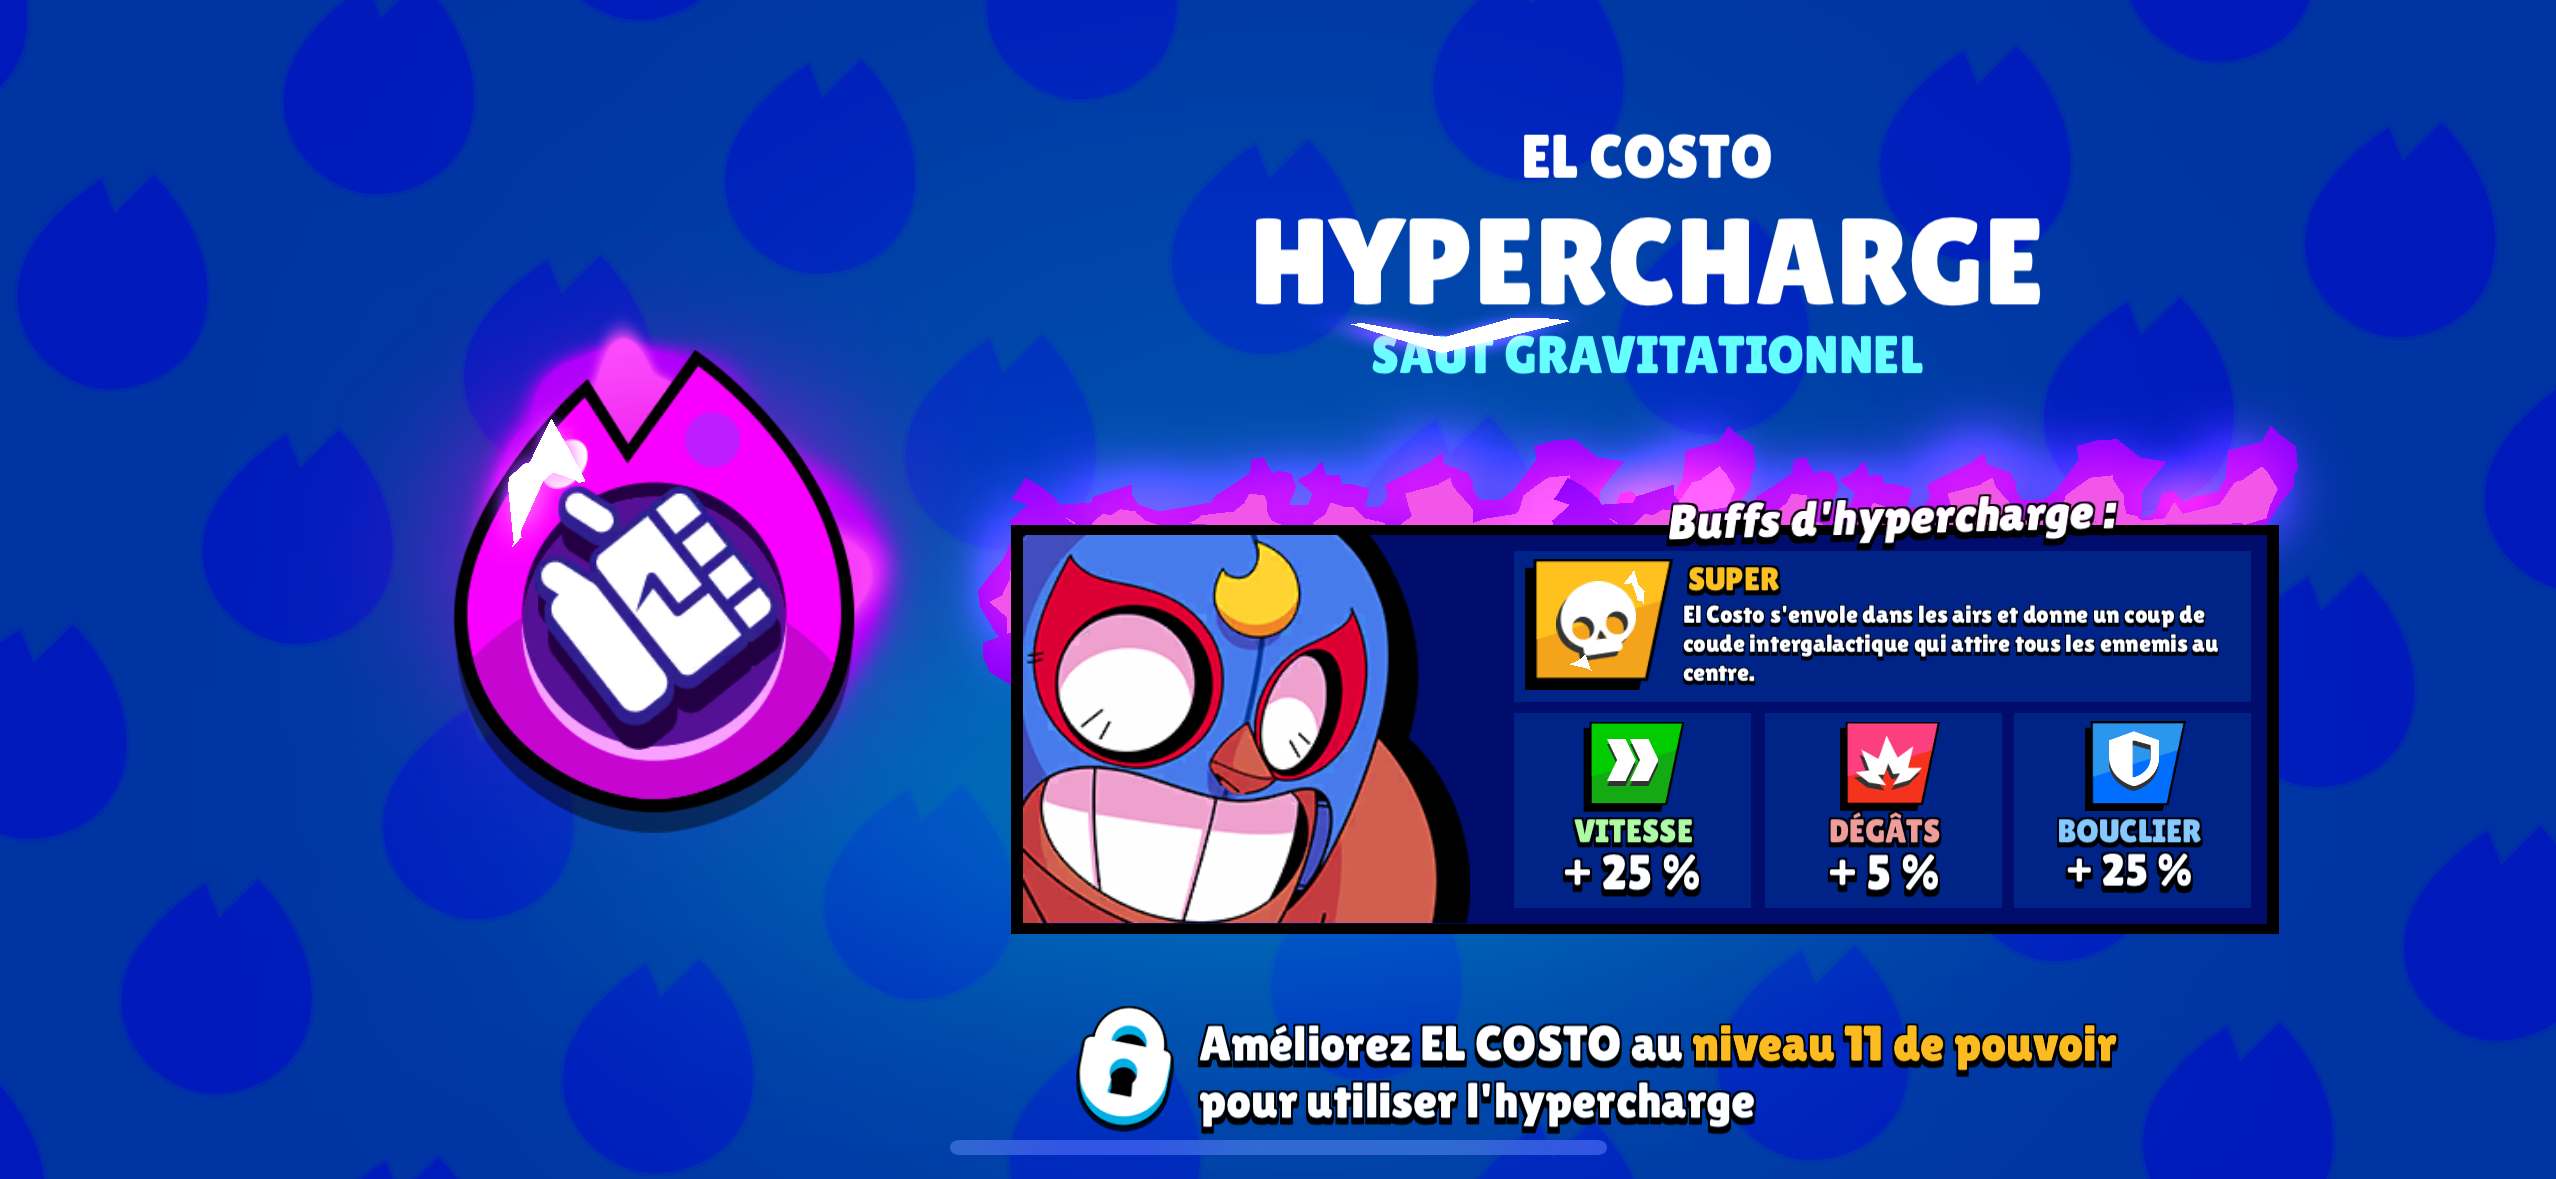 EL COSTO
HYPERCHARGE
SAUT GRAVITATIONNEL
Buffs d'hypercharge :
SUPER
El Costo s'envole dans les airs et donne un coup de
coude intergalactique qui attire tous les ennemis au
centre.
VITESSE
+ 25 %
DÉGÂTS
+ 5 %
BOUCLIER
+ 25 %
Améliorez EL COSTO au niveau 11 de pouvoir
pour utiliser l'hypercharge